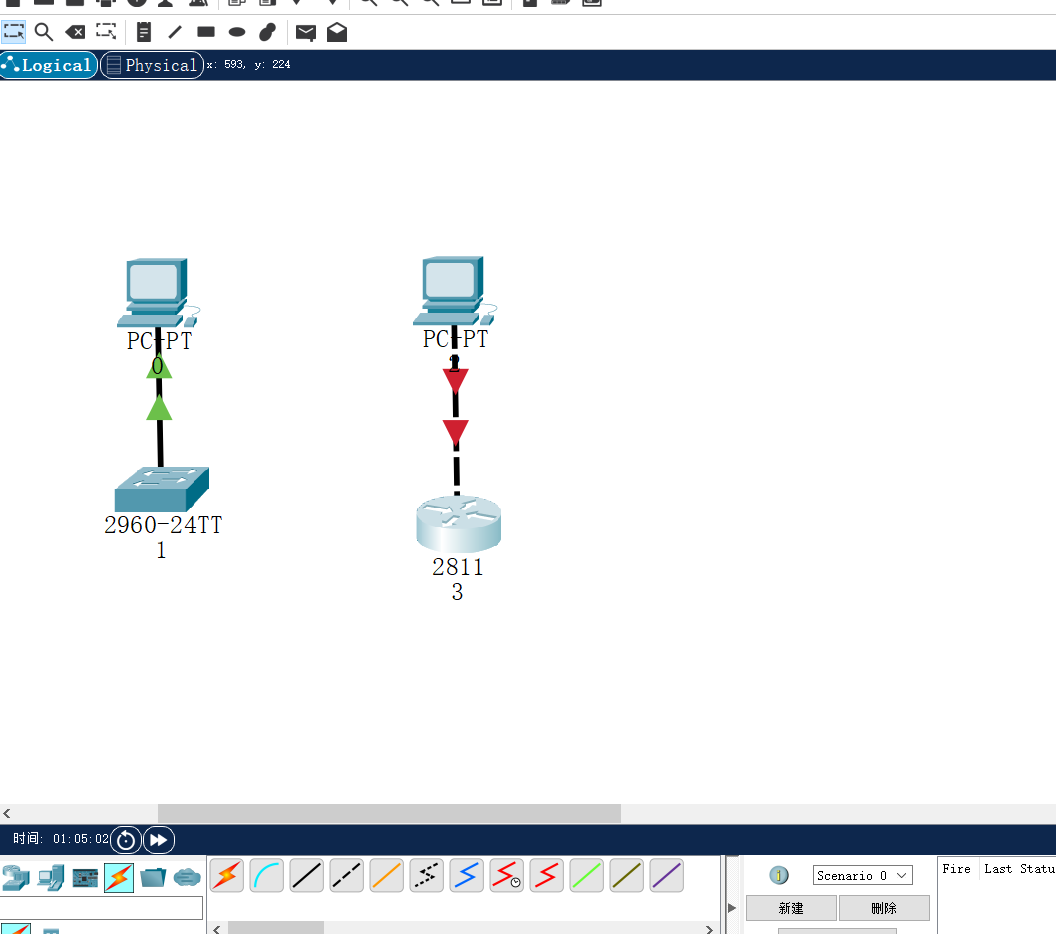 Logical
Physical
x: 593, y: 224
PC-PT
0
PC-PT
2
2960-24TT
1
2811
3
时间: 01:05:02
Scenario 0
Fire
Last Statu
新建
删除